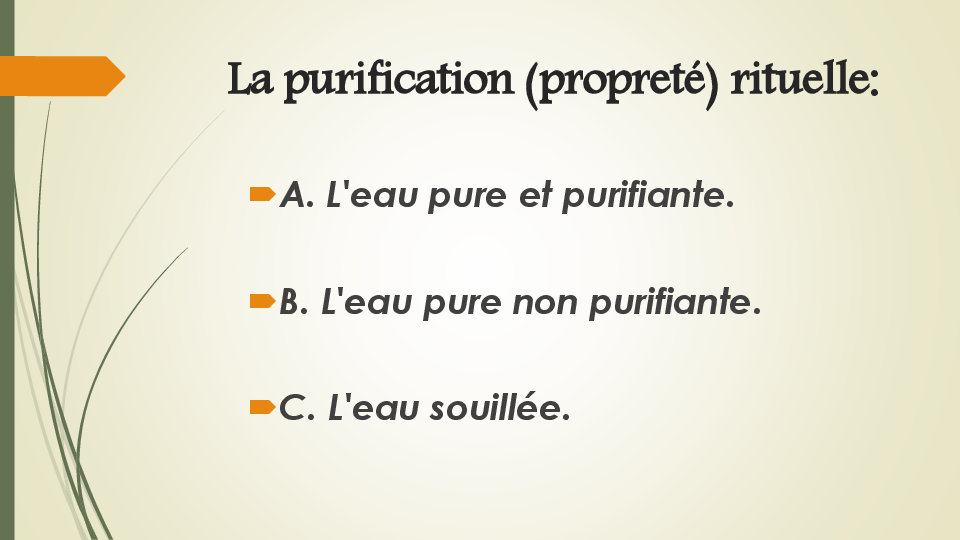 La purification (propreté) rituelle:
A. L'eau pure et purifiante.
B. L'eau pure non purifiante.
C. L'eau souillée.